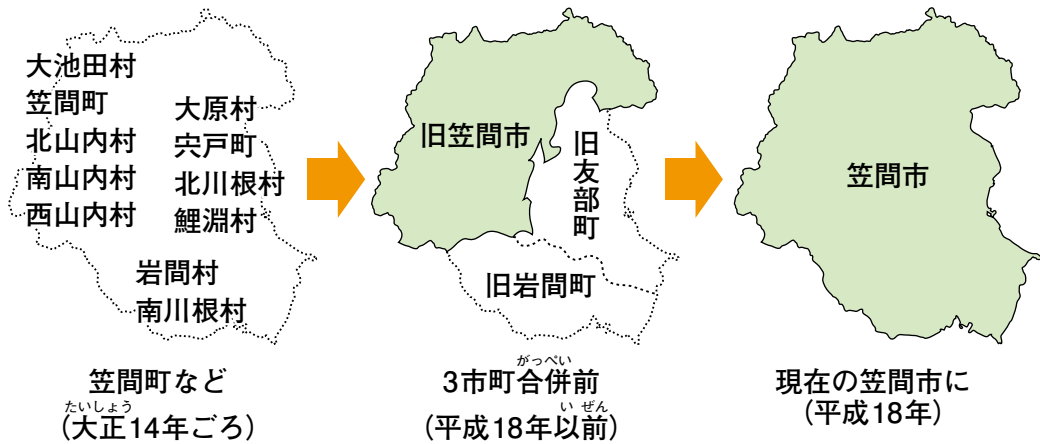 大池田村
笠間町
北山内村
南山内村
西山内村
大原村
宍戸町
北川根村
鯉淵村
岩間村
南川根村
笠間町など
たいしょう
(大正14年ごろ)
旧笠間市
旧友部町
旧岩間町
がっぺい
3市町合併前
いぜん
(平成18年以前)
笠間市
現在の笠間市に
(平成18年)